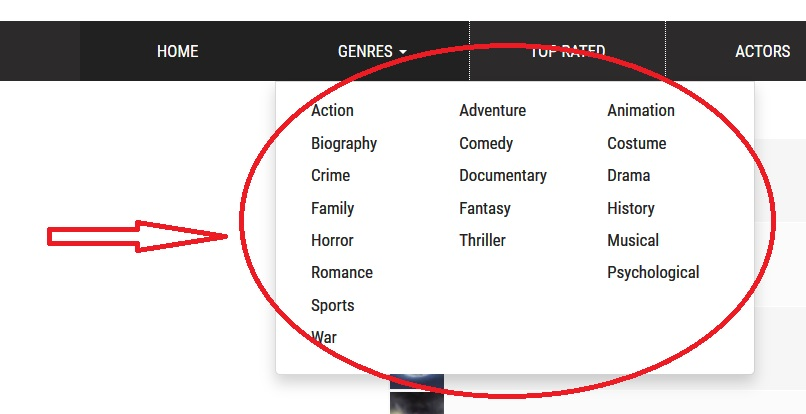 HOME GENRES TOP RATED ACTORS
Action Adventure Animation
Biography Comedy Costume
Crime Documentary Drama
Family Fantasy History
Horror Thriller Musical
Romance Psychological
Sports
War